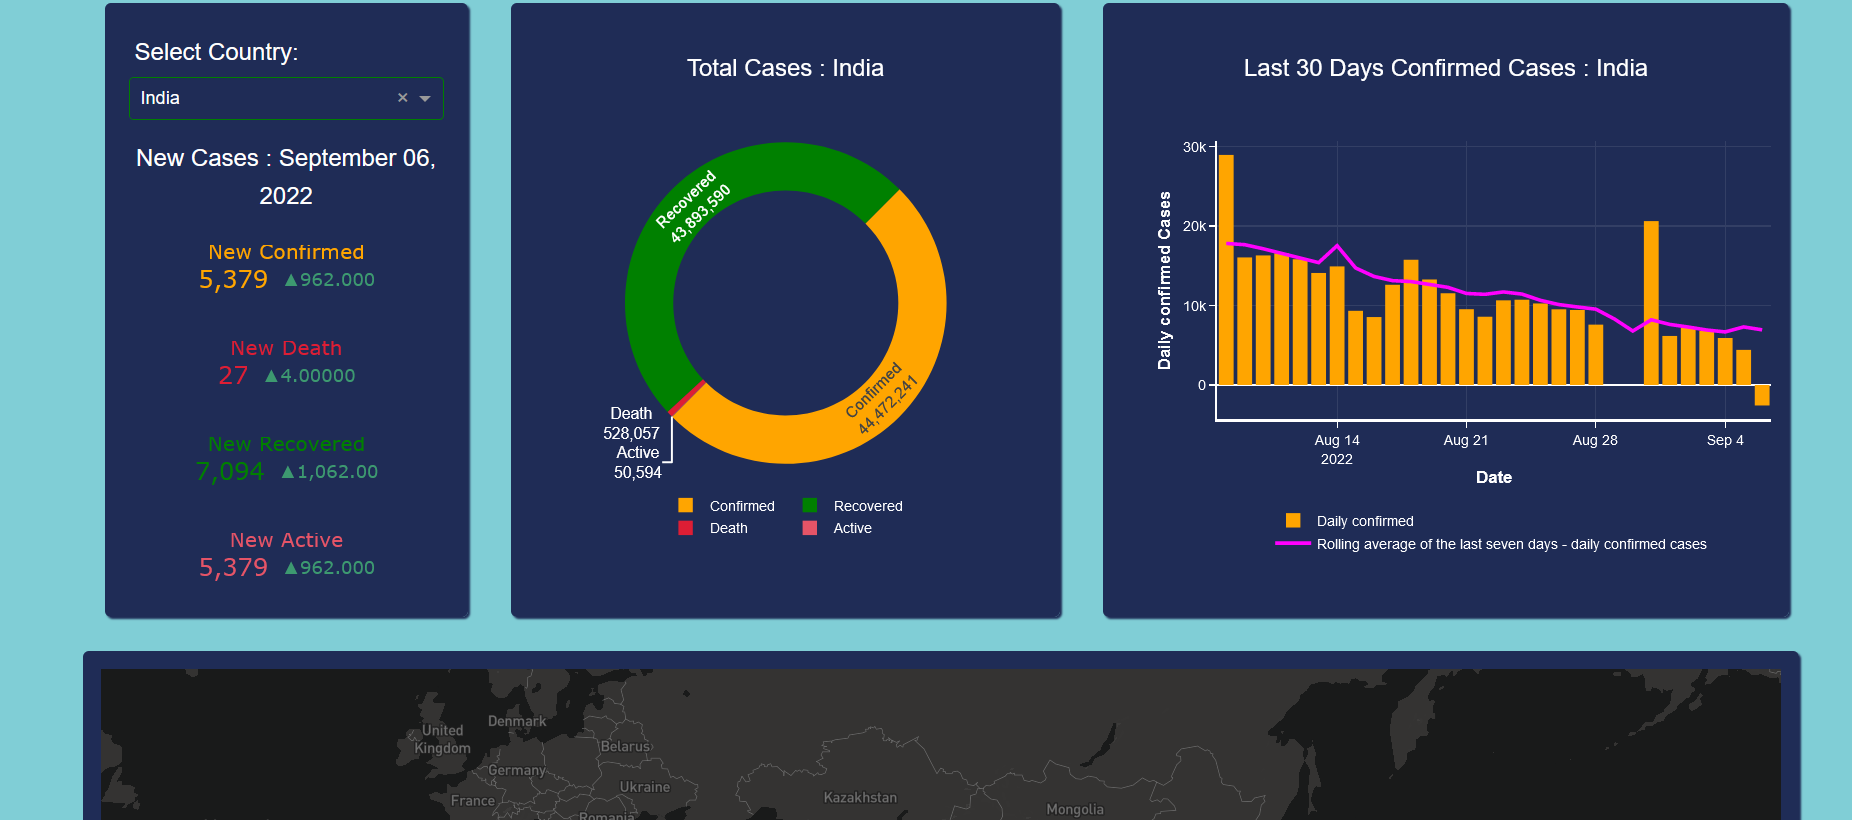 Select Country:
India
×
New Cases : September 06,
2022
New Confirmed
5,379 ▲962.000
New Death
27 ▲4.00000
New Recovered
7,094 ▲1,062.00
New Active
5,379 ▲962.000
Total Cases : India
Recovered
43,893,590
Confirmed
44,472,241
Death
528,057
Active
50,594
Confirmed
Recovered
Death
Active
Last 30 Days Confirmed Cases : India
Daily confirmed Cases
30k
20k
10k
0
Aug 14
2022
Aug 21
Aug 28
Sep 4
Date
Daily confirmed
Rolling average of the last seven days - daily confirmed cases
United
Kingdom
Denmark
Belarus
Germany
Ukraine
France
Kazakhstan
Mongolia
Romania